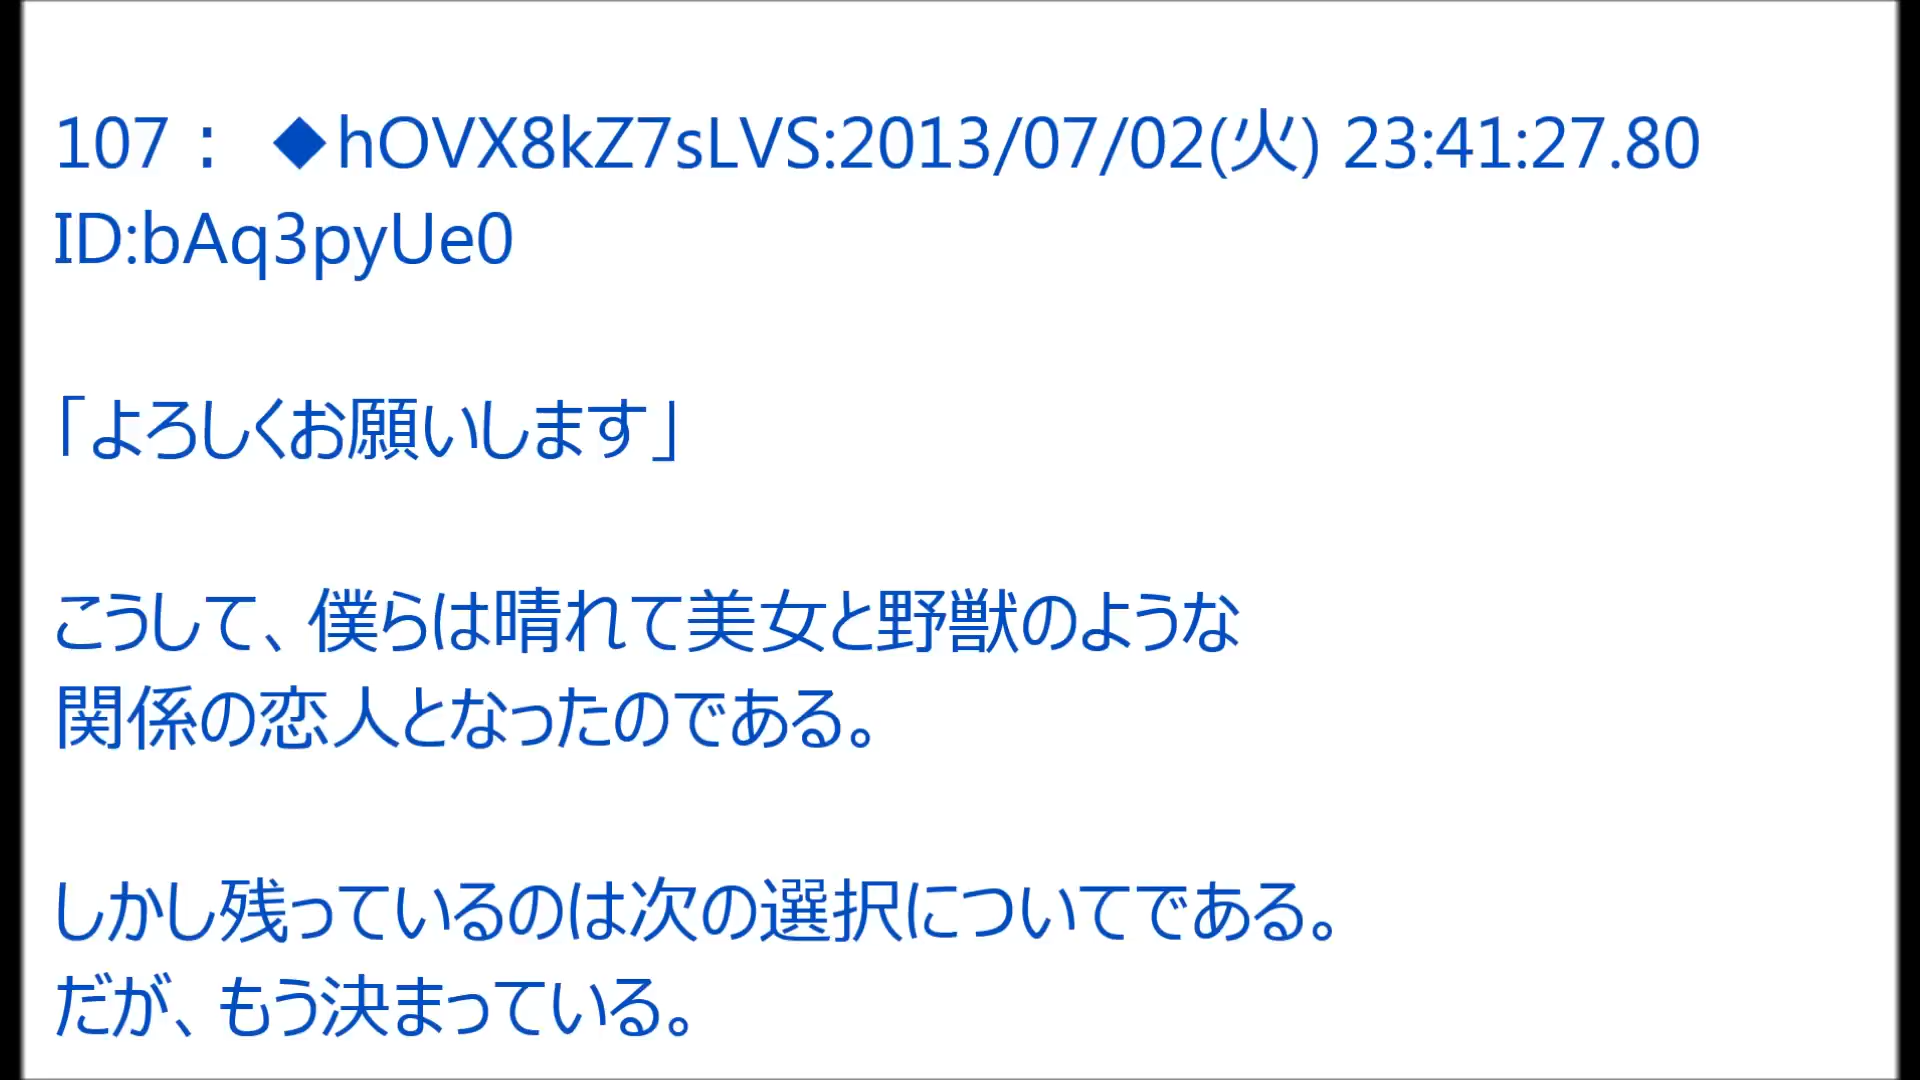 107： ◆hOVX8kZ7sLVS:2013/07/02(火) 23:41:27.80
ID:bAq3pyUe0
「よろしくお願いします」
こうして、僕らは晴れて美女と野獣のような
関係の恋人となったのである。
しかし残っているのは次の選択についてである。
だが、もう決まっている。